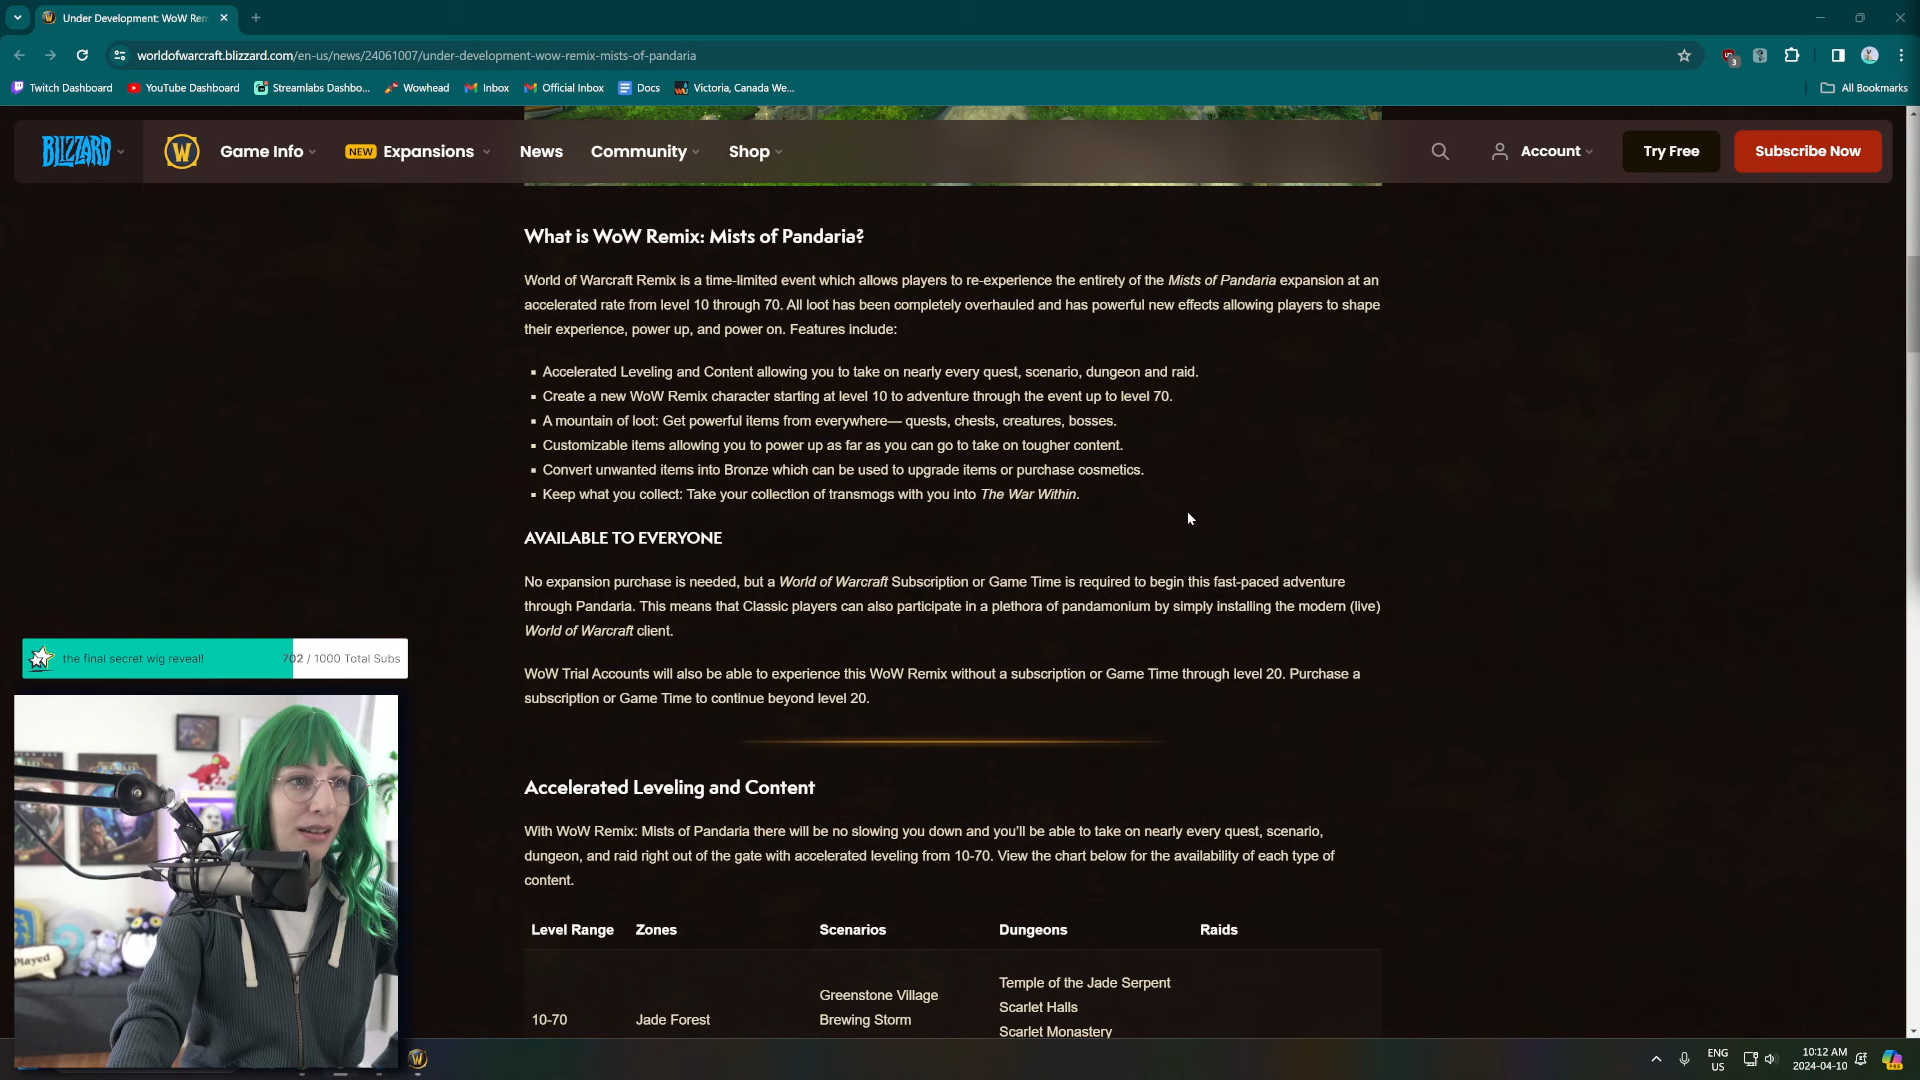 Under Development: WoW Rem
worldofwarcraft.blizzard.com/en-us/news/24061007/under-development-wow-remix-mists-of-pandaria
3
Twitch Dashboard
YouTube Dashboard
Streamlabs Dashbo...
Wowhead
Inbox
Official Inbox
Docs
Victoria, Canada We...
All Bookmarks
BLIZZARD
W
Game Info
NEW Expansions
News
Community
Shop
Account
Try Free
Subscribe Now
What is WoW Remix: Mists of Pandaria?
World of Warcraft Remix is a time-limited event which allows players to re-experience the entirety of the Mists of Pandaria expansion at an
accelerated rate from level 10 through 70. All loot has been completely overhauled and has powerful new effects allowing players to shape
their experience, power up, and power on. Features include:
▪ Accelerated Leveling and Content allowing you to take on nearly every quest, scenario, dungeon and raid.
▪ Create a new WoW Remix character starting at level 10 to adventure through the event up to level 70.
▪ A mountain of loot: Get powerful items from everywhere— quests, chests, creatures, bosses.
▪ Customizable items allowing you to power up as far as you can go to take on tougher content.
▪ Convert unwanted items into Bronze which can be used to upgrade items or purchase cosmetics.
▪ Keep what you collect: Take your collection of transmogs with you into The War Within.
AVAILABLE TO EVERYONE
No expansion purchase is needed, but a World of Warcraft Subscription or Game Time is required to begin this fast-paced adventure
through Pandaria. This means that Classic players can also participate in a plethora of pandamonium by simply installing the modern (live)
World of Warcraft client.
WoW Trial Accounts will also be able to experience this WoW Remix without a subscription or Game Time through level 20. Purchase a
subscription or Game Time to continue beyond level 20.
the final secret wig reveal! 702 / 1000 Total Subs
Accelerated Leveling and Content
With WoW Remix: Mists of Pandaria there will be no slowing you down and you'll be able to take on nearly every quest, scenario,
dungeon, and raid right out of the gate with accelerated leveling from 10-70. View the chart below for the availability of each type of
content.
Level Range Zones Scenarios Dungeons Raids
Temple of the Jade Serpent
Greenstone Village
Scarlet Halls
10-70 Jade Forest Brewing Storm
Scarlet Monastery
Played
ENG
US
10:12 AM
2024-04-10
PRE